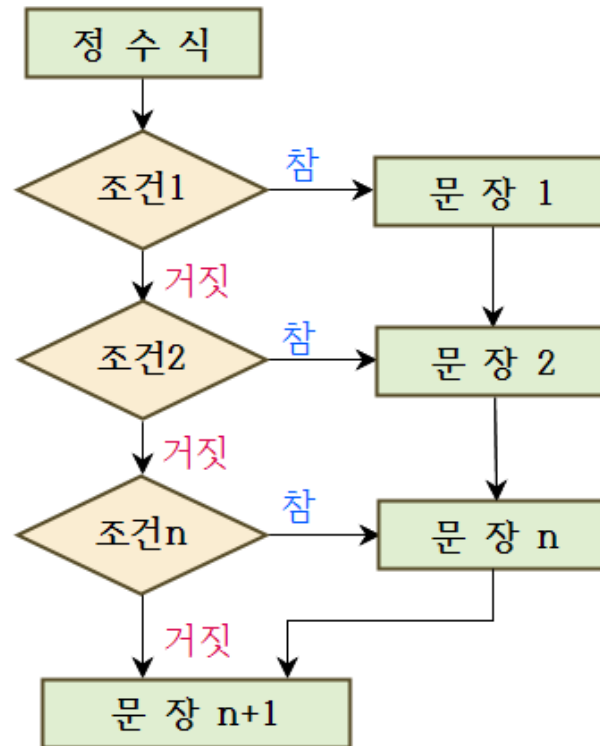 정 수 식
조건1
참
문 장 1
거짓
조건2
참
문 장 2
거짓
조건n
참
문 장 n
거짓
문 장 n+1